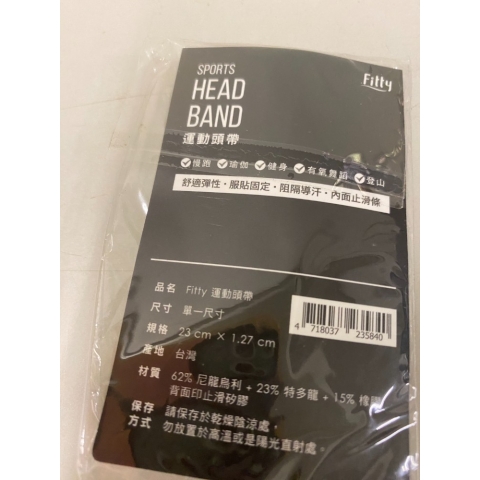 SPORTS
Fitty
HEAD
BAND
運動頭帶
慢跑 瑜伽 健身 有氧舞蹈 登山
舒適彈性・服貼固定・阻隔導汗・內面止滑條
品名 Fitty 運動頭帶
尺寸 單一尺寸
規格 23 cm × 1.27 cm
產地 台灣
4 718037 235840
材質 62% 尼龍烏利 + 23% 特多龍 + 15%
背面印止滑矽膠
保存方式 請保存於乾燥陰涼處，
勿放置於高溫或是陽光直射處。